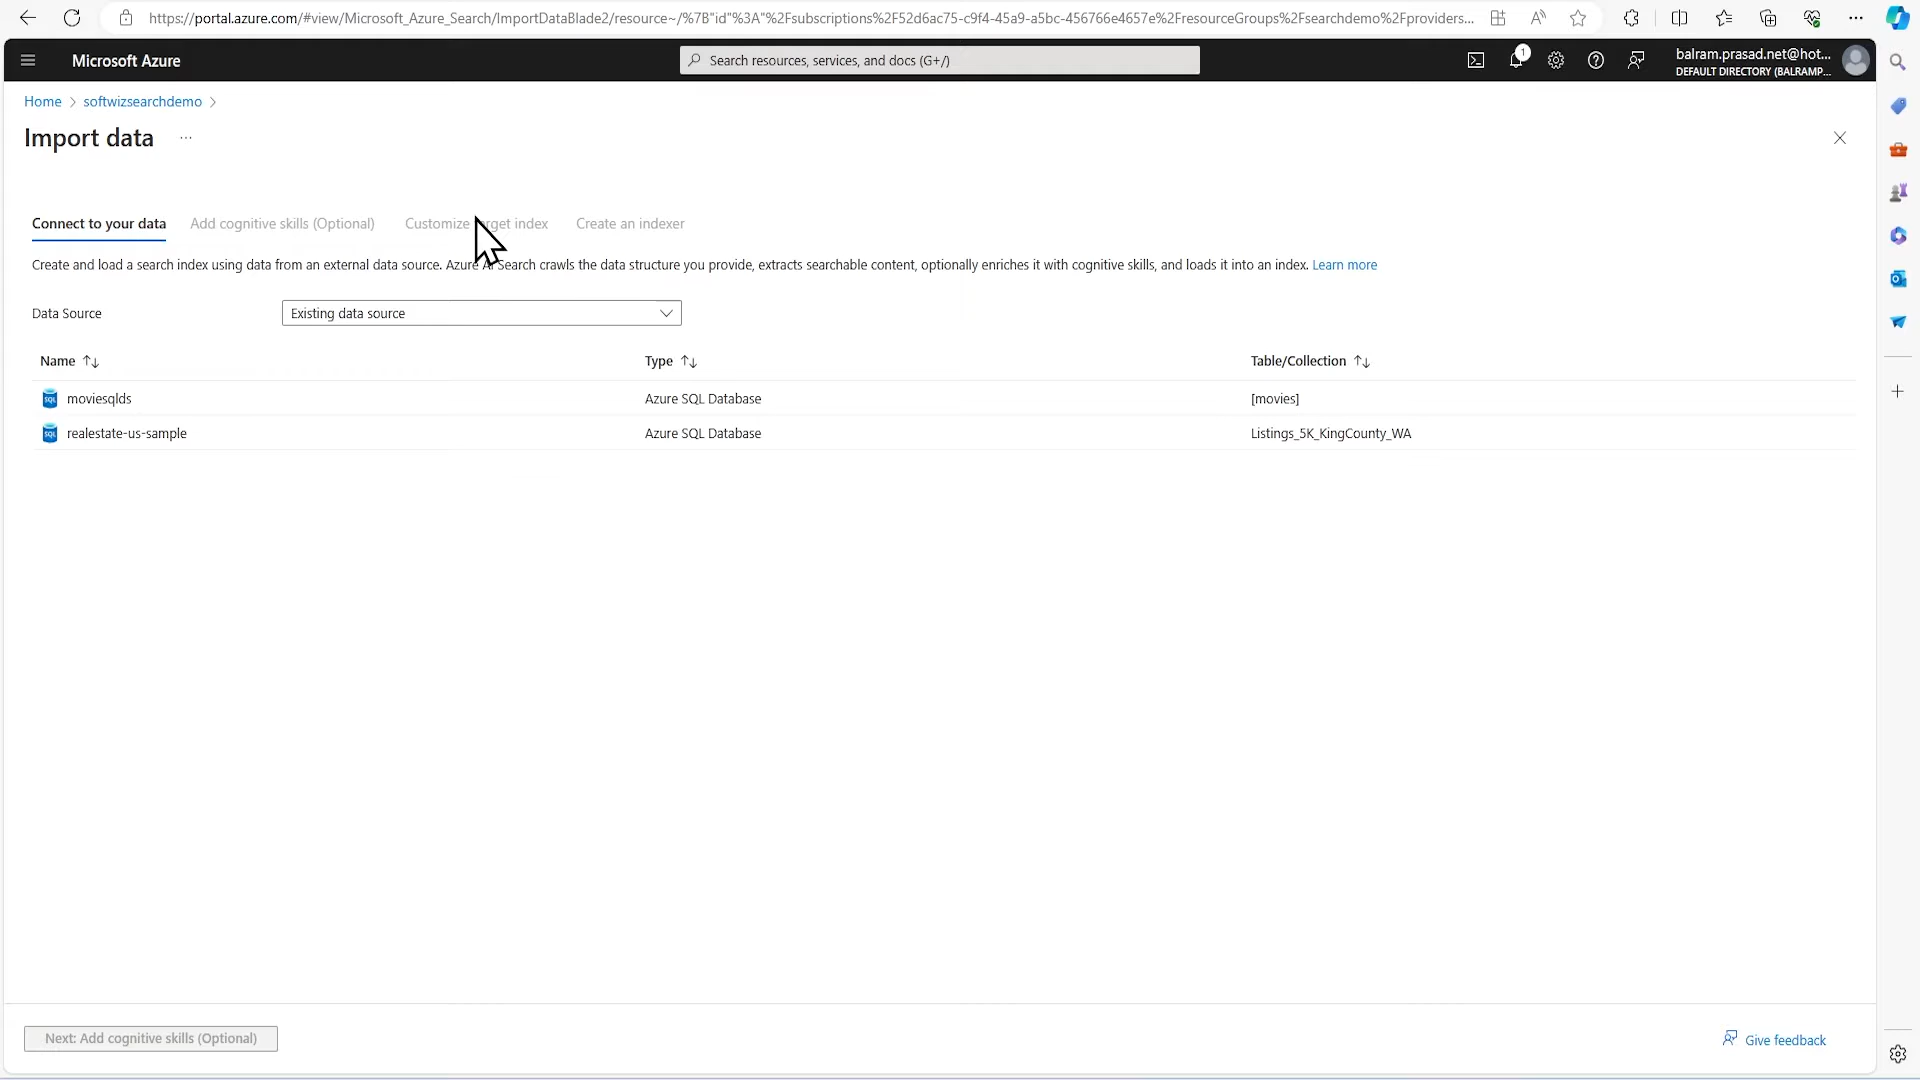 https://portal.azure.com/#view/Microsoft_Azure_Search/ImportDataBlade2/resource~/%7B"id"%3A"%2Fsubscriptions%2F52d6ac75-c9f4-45a9-a5bc-456766e4657e%2FresourceGroups%2Fsearchdemo%2Fproviders...
Microsoft Azure
Search resources, services, and docs (G+/)
1
balram.prasad.net@hot...
DEFAULT DIRECTORY (BALRAMP...
Home > softwizsearchdemo >
Import data ...
Connect to your data Add cognitive skills (Optional) Customize target index Create an indexer
Create and load a search index using data from an external data source. Azure AI Search crawls the data structure you provide, extracts searchable content, optionally enriches it with cognitive skills, and loads it into an index. Learn more
Data Source Existing data source
Name Type Table/Collection
moviesqlds Azure SQL Database [movies]
realestate-us-sample Azure SQL Database Listings_5K_KingCounty_WA
Next: Add cognitive skills (Optional) Give feedback